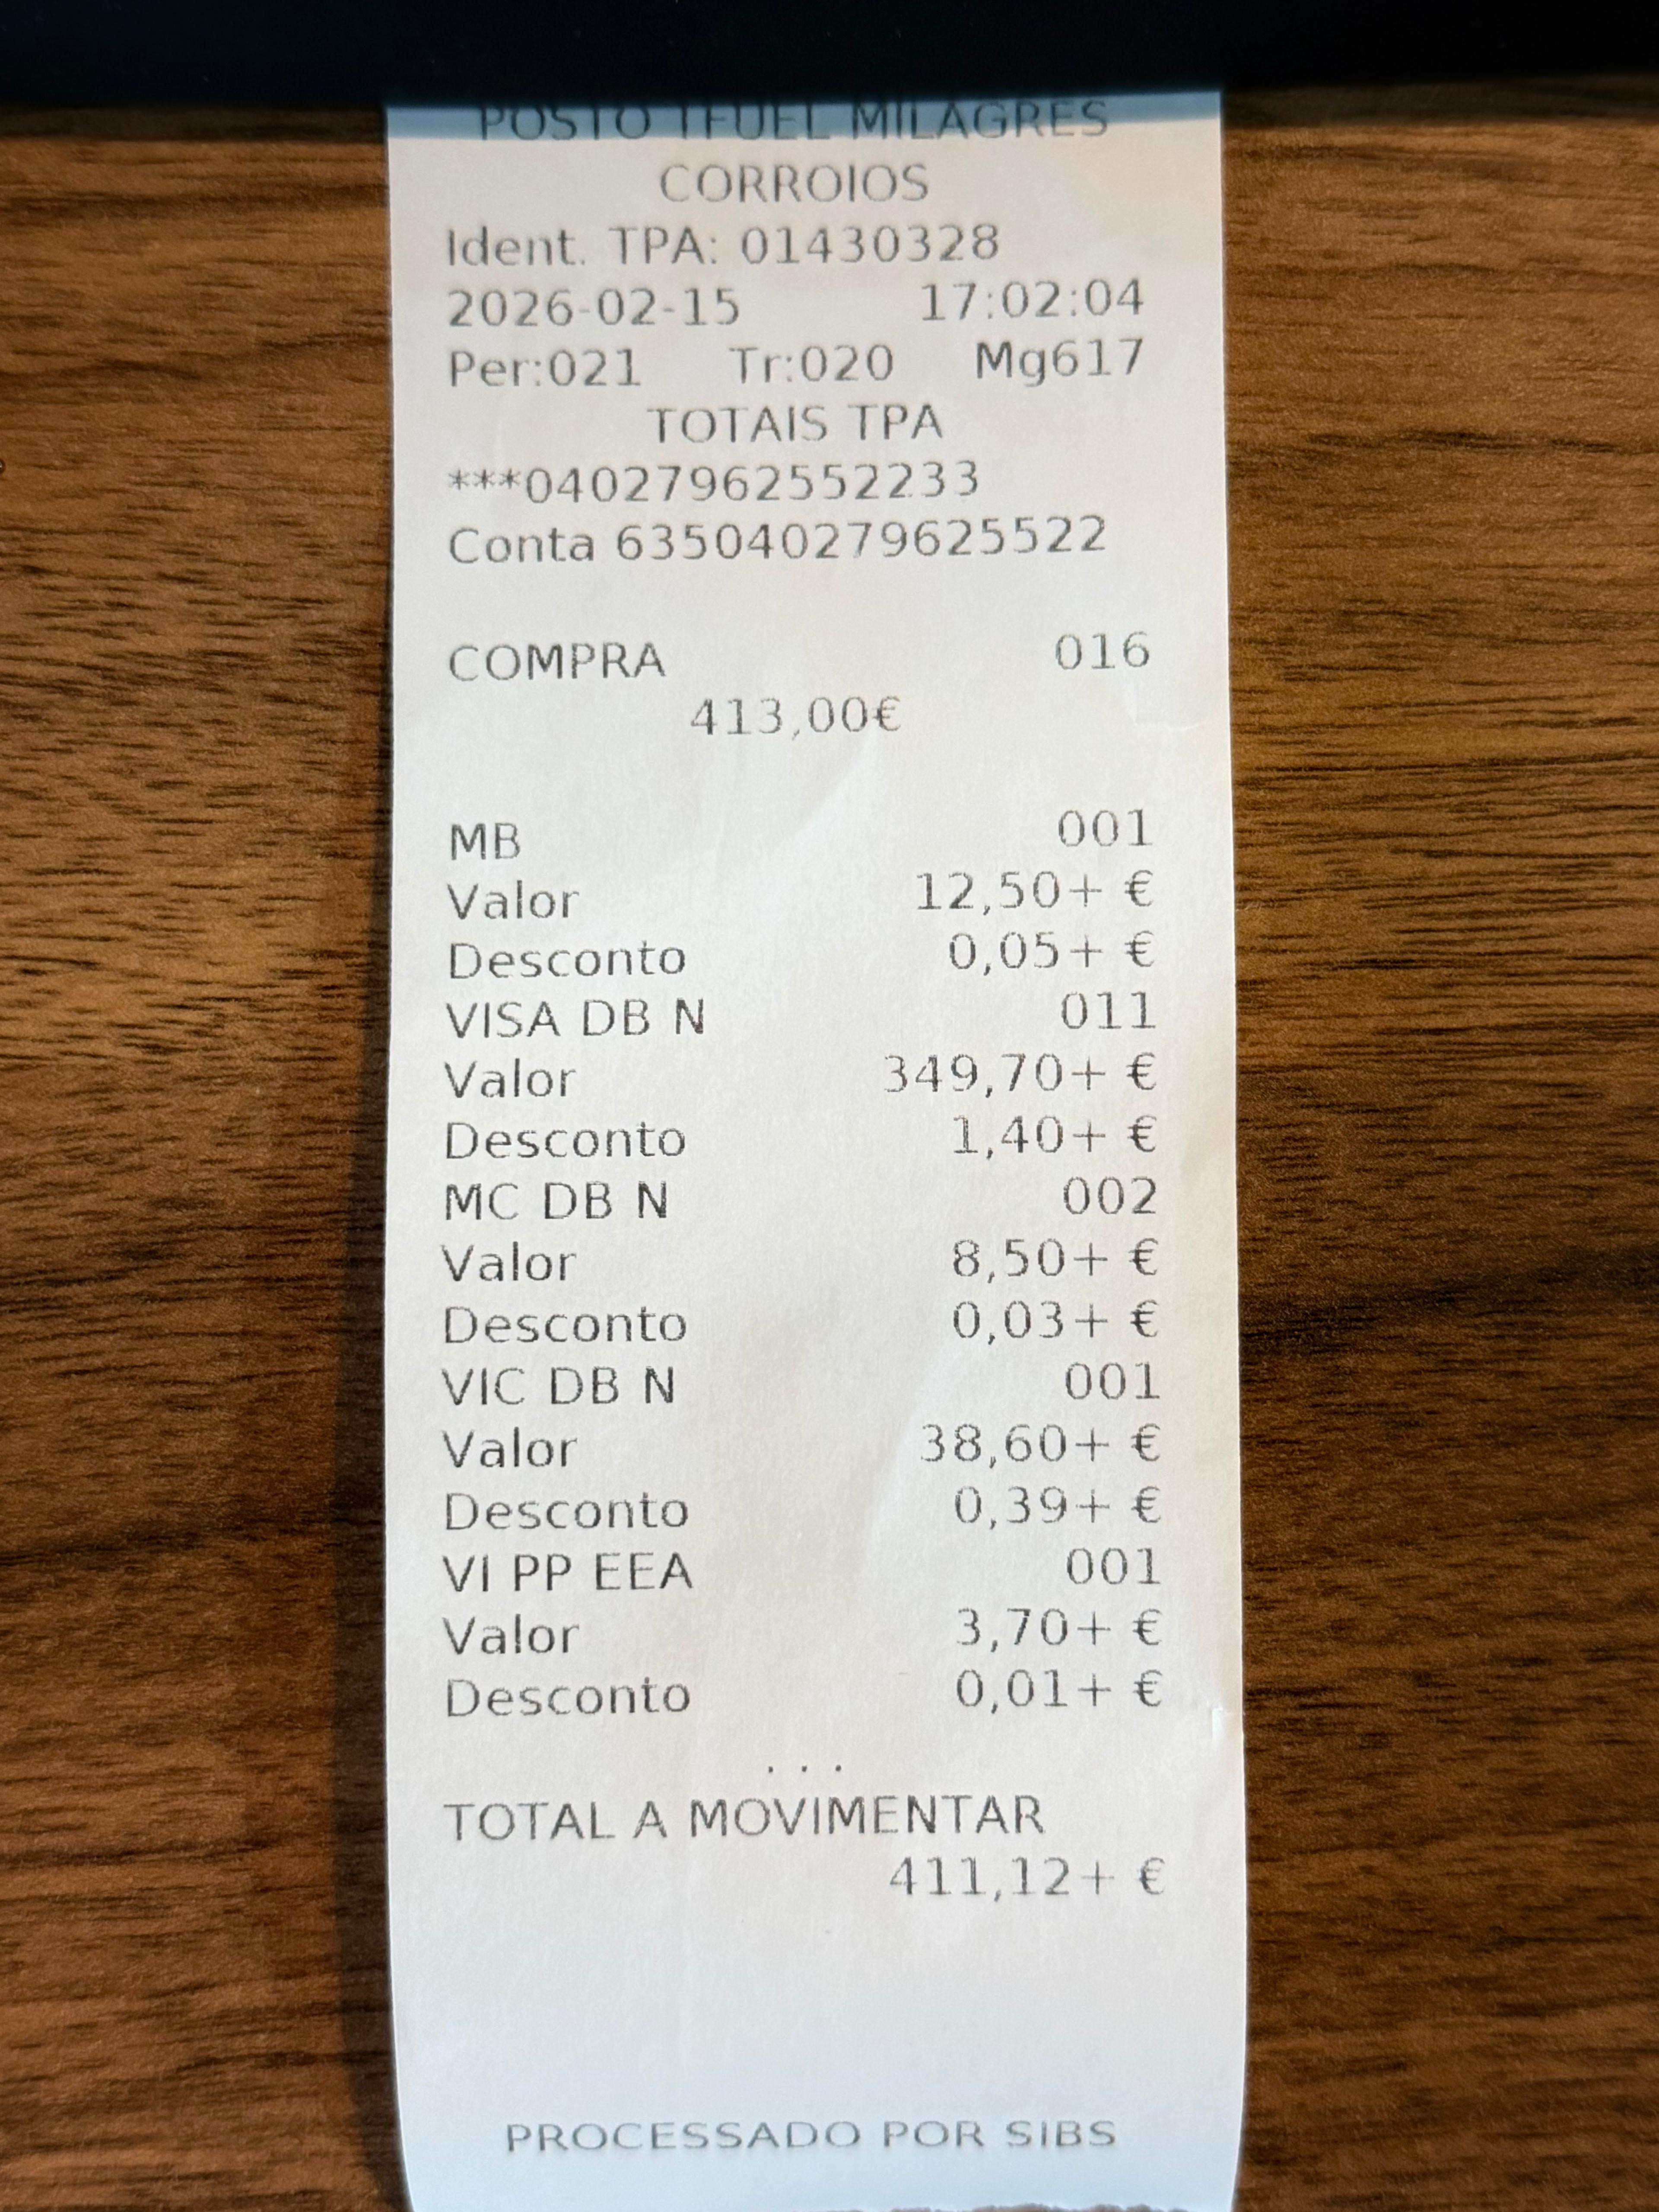 POSTO TFUEL MILAGRES
CORROIOS
Ident. TPA: 01430328
2026-02-15 17:02:04
Per:021 Tr:020 Mg617
TOTAIS TPA
***04027962552233
Conta 635040279625522
COMPRA 016
413,00€
MB 001
Valor 12,50+ €
Desconto 0,05+ €
VISA DB N 011
Valor 349,70+ €
Desconto 1,40+ €
MC DB N 002
Valor 8,50+ €
Desconto 0,03+ €
VIC DB N 001
Valor 38,60+ €
Desconto 0,39+ €
VI PP EEA 001
Valor 3,70+ €
Desconto 0,01+ €
...
TOTAL A MOVIMENTAR
411,12+ €
PROCESSADO POR SIBS